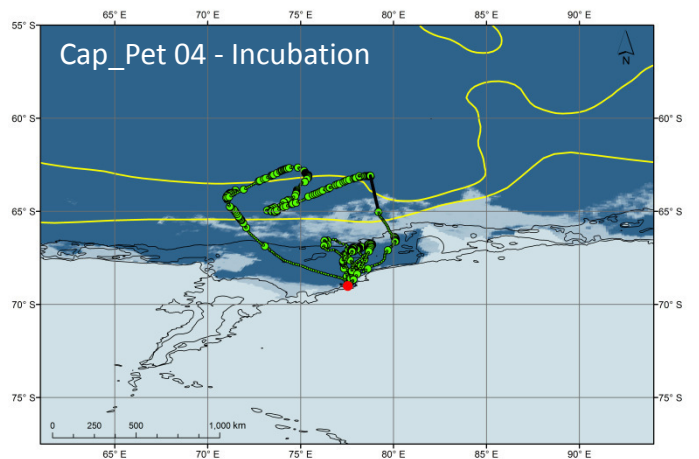 65° E 70° E 75° E 80° E 85° E 90° E
55° S
Cap_Pet 04 - Incubation
N
60° S 60° S
65° S 65° S
70° S 70° S
75° S 75° S
0 250 500 1,000 km
65° E 70° E 75° E 80° E 85° E 90° E